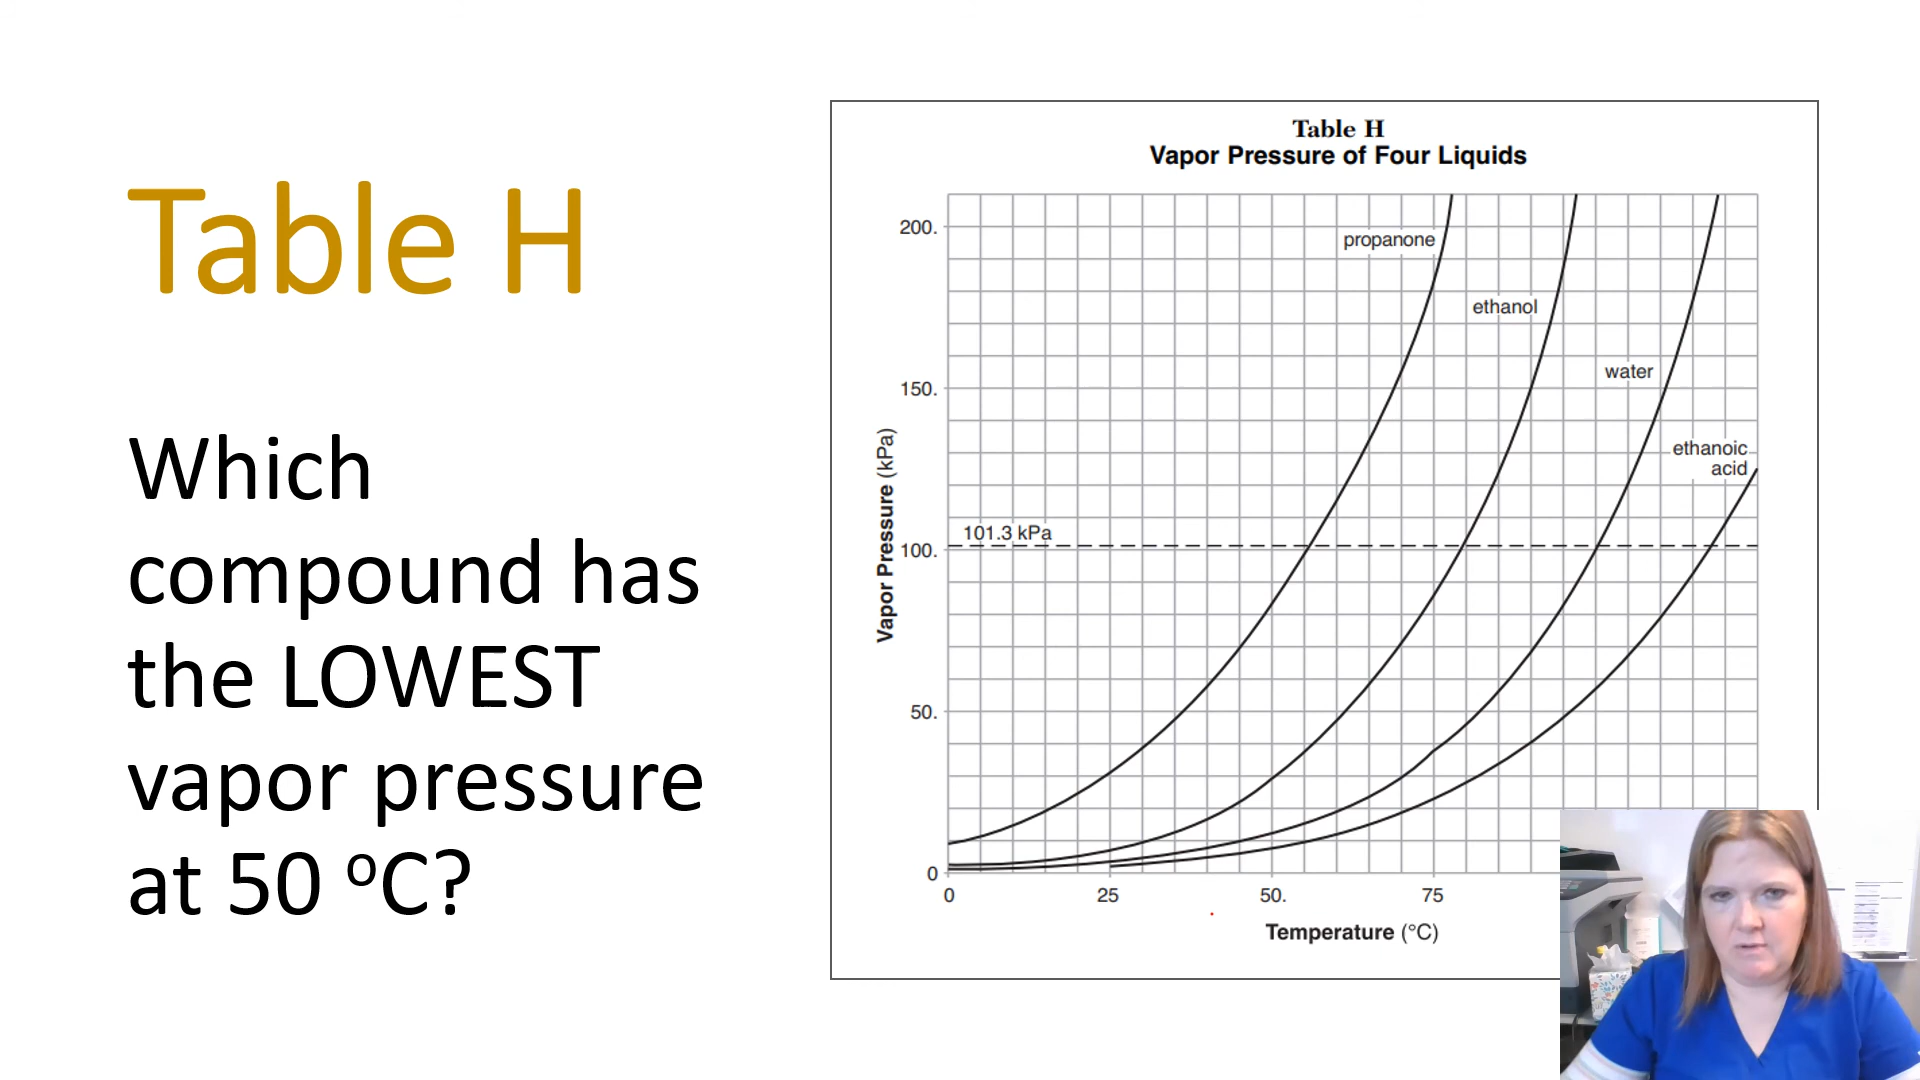 Table H
Which
compound has
the LOWEST
vapor pressure
at 50 ºC?
Table H
Vapor Pressure of Four Liquids
Vapor Pressure (kPa)
200.
150.
100.
50.
0
propanone
ethanol
water
ethanoic
acid
101.3 kPa
0 25 50. 75
Temperature (°C)